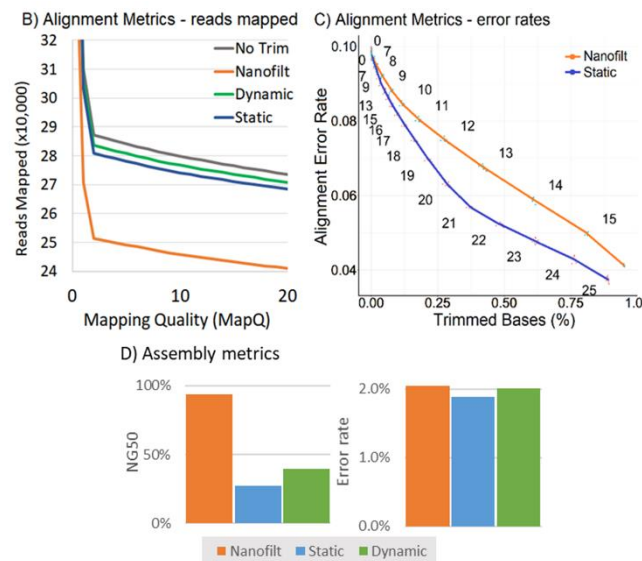 B) Alignment Metrics - reads mapped
32
31
30
29
28
27
26
25
24
Reads Mapped (x10,000)
No Trim
Nanofilt
Dynamic
Static
0
10
20
Mapping Quality (MapQ)
C) Alignment Metrics - error rates
0.10
0.08
0.06
0.04
Alignment Error Rate
Nanofilt
Static
0
7
8
9
10
11
12
13
14
15
0
7
9
13
15
16
17
18
19
20
21
22
23
24
25
0.00
0.25
0.50
0.75
1.0
Trimmed Bases (%)
D) Assembly metrics
100%
50%
0%
NG50
2.0%
1.0%
0.0%
Error rate
Nanofilt
Static
Dynamic